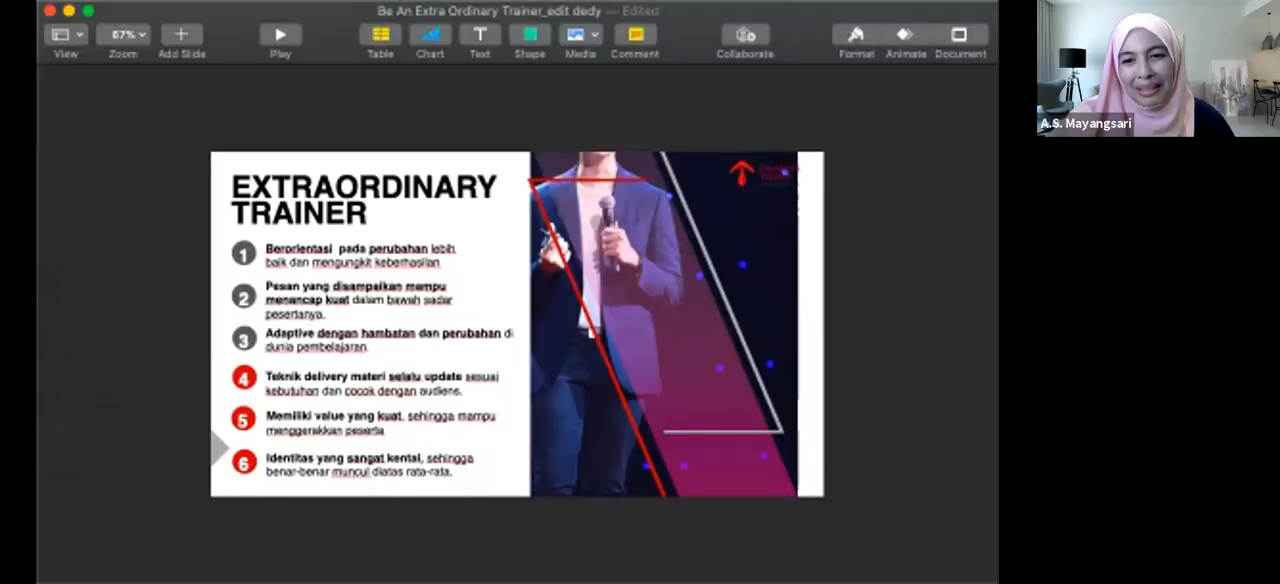 Be An Extra Ordinary Trainer_edit dedy — Edited
67%
View
Zoom
Add Slide
Play
Table
Chart
Text
Shape
Media
Comment
Collaborate
Format
Animate
Document
A.S. Mayangsari
EXTRAORDINARY
TRAINER
1
Berorientasi pada perubahan lebih
baik dan mengungkit keberhasilan
2
Pesan yang disampaikan mampu
menancap kuat dalam bawah sadar
pesertanya.
3
Adaptive dengan hambatan dan perubahan di
dunia pembelajaran
4
Teknik delivery materi selalu update sesuai
kebutuhan dan cocok dengan audiens.
5
Memiliki value yang kuat, sehingga mampu
menggerakkan peserta
6
Identitas yang sangat kental, sehingga
benar-benar muncul diatas rata-rata.